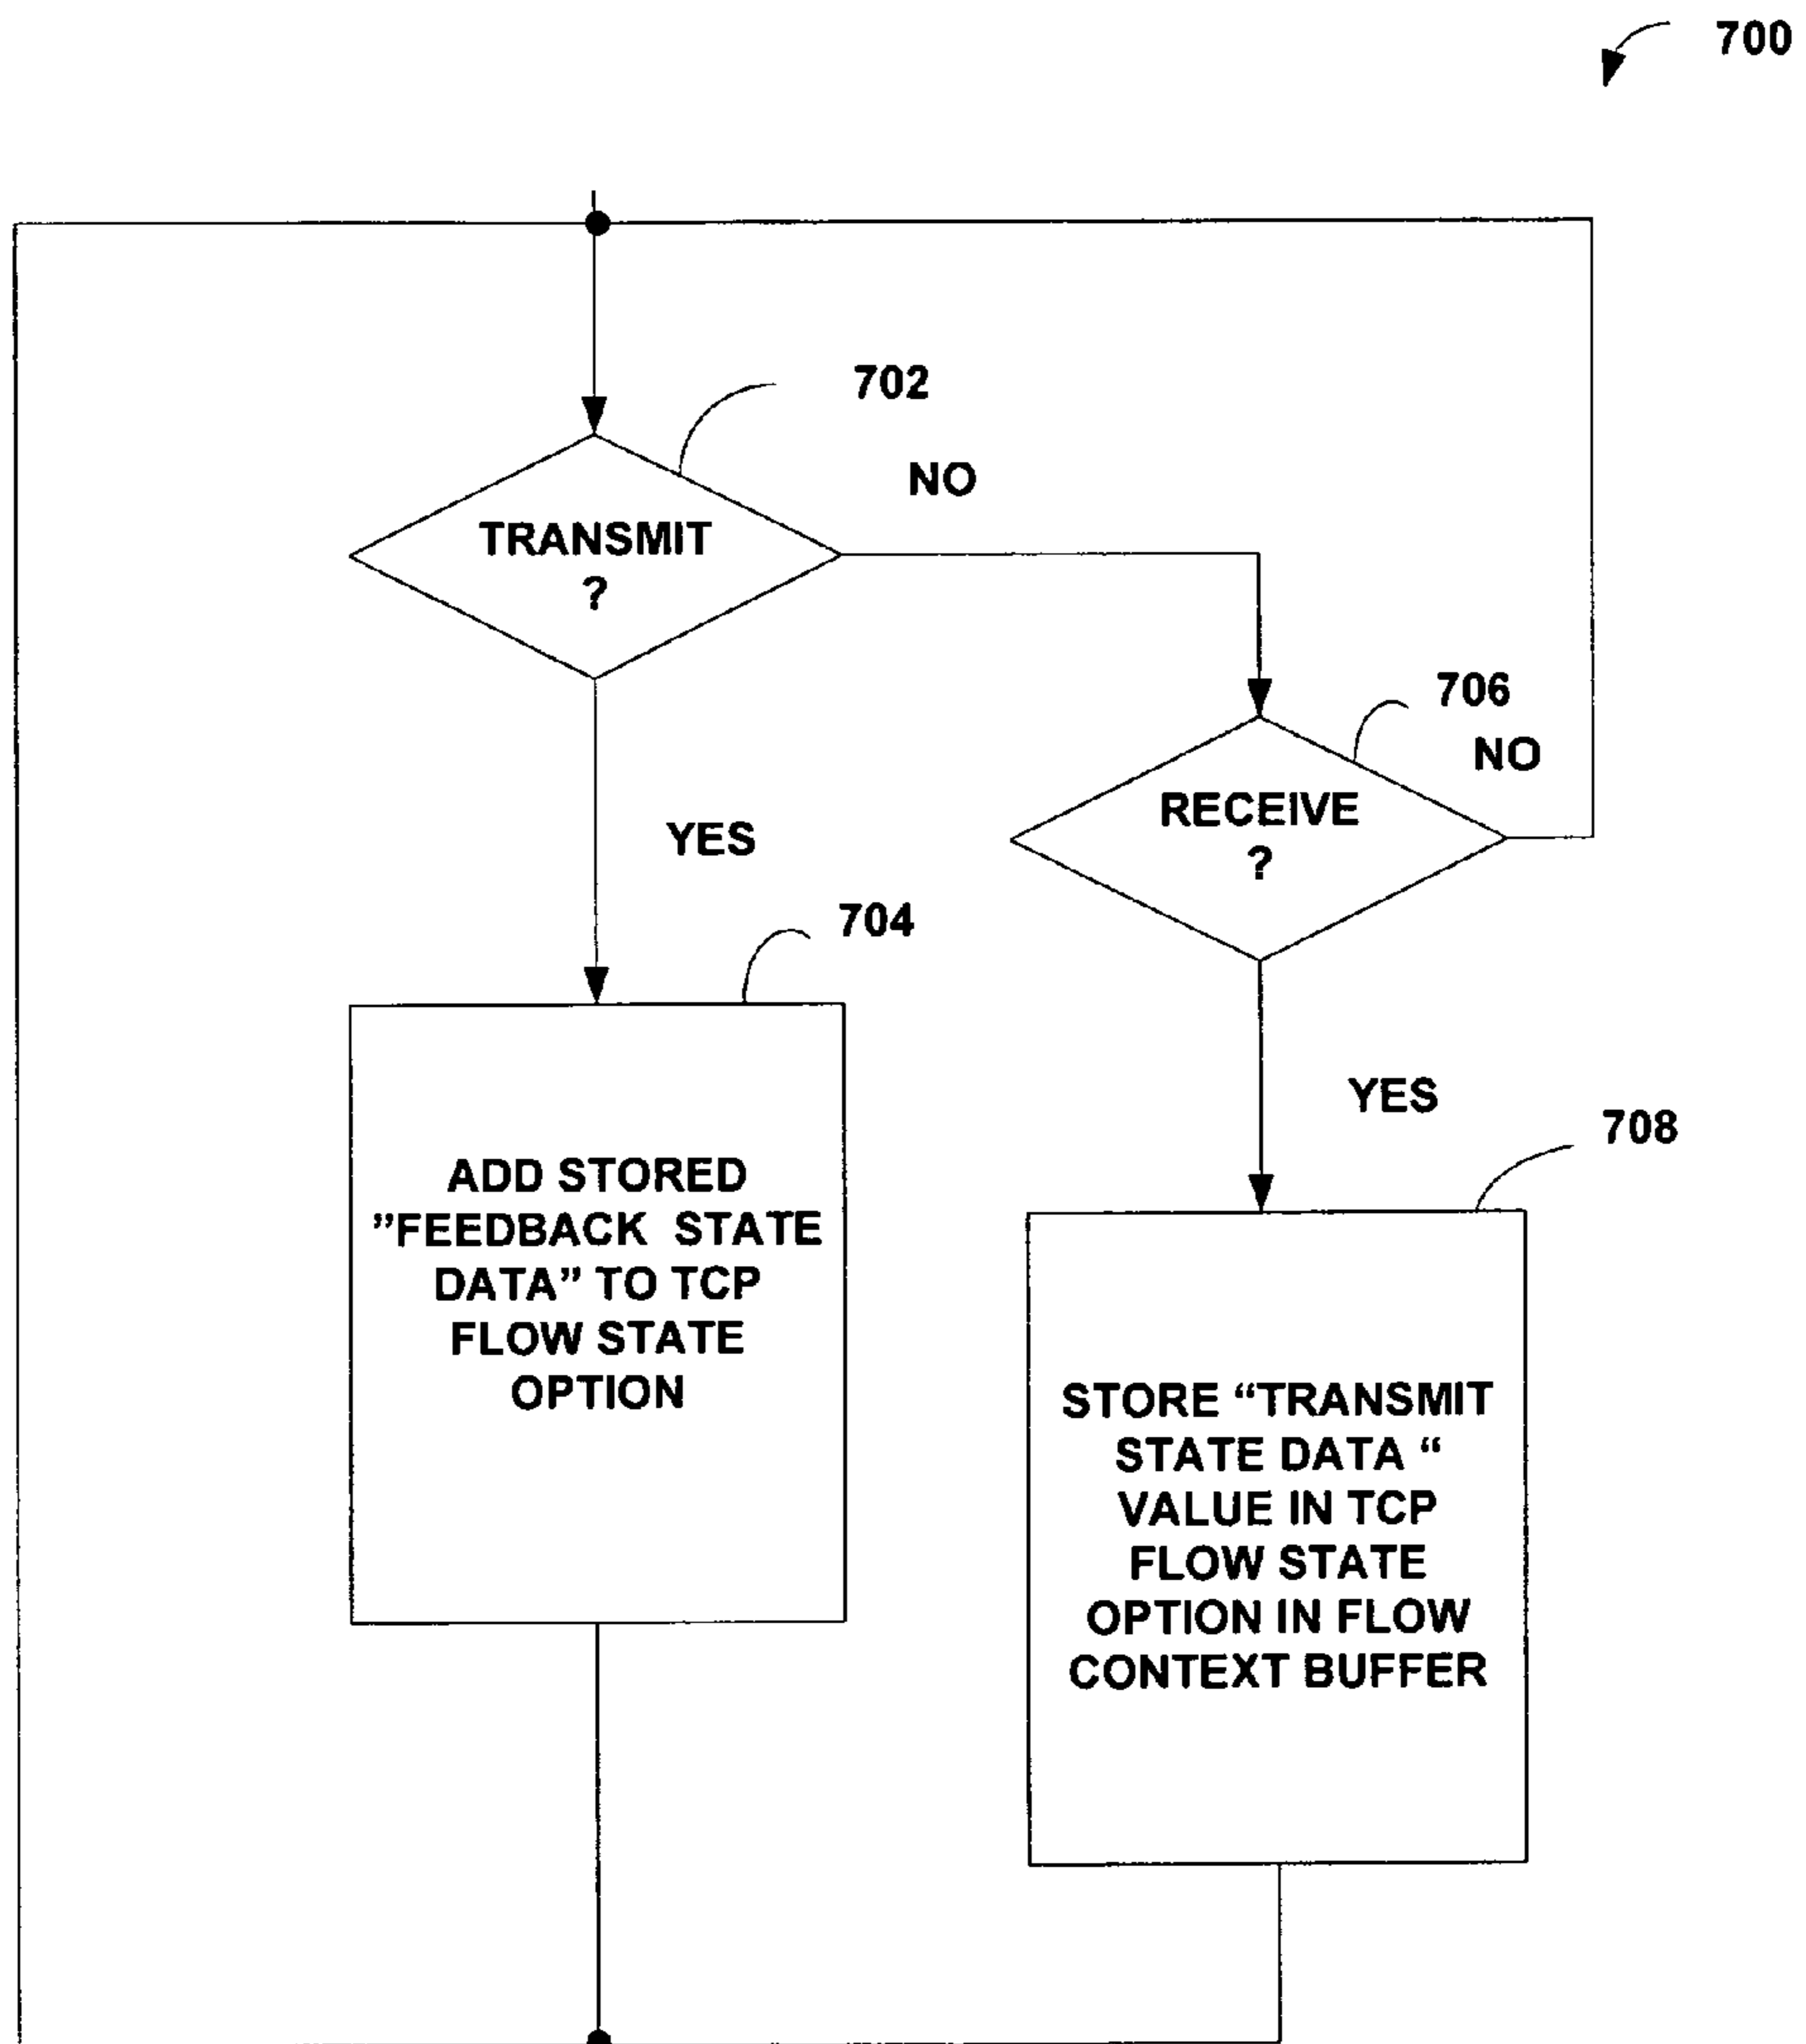 700
702
NO
TRANSMIT
?
706
NO
RECEIVE
?
YES
704
YES
708
ADD STORED
”FEEDBACK STATE
DATA” TO TCP
FLOW STATE
OPTION
STORE “TRANSMIT
STATE DATA “
VALUE IN TCP
FLOW STATE
OPTION IN FLOW
CONTEXT BUFFER